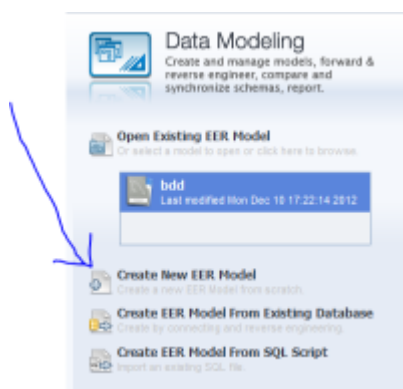 Data Modeling
Create and manage models, forward &
reverse engineer, compare and
synchronize schemas, report.
Open Existing EER Model
Or select a model to open or click here to browse.
bdd
Last modified Mon Dec 10 17:22:14 2012
Create New EER Model
Create a new EER Model from scratch.
Create EER Model From Existing Database
Create by connecting and reverse engineering.
Create EER Model From SQL Script
Import an existing SQL file.